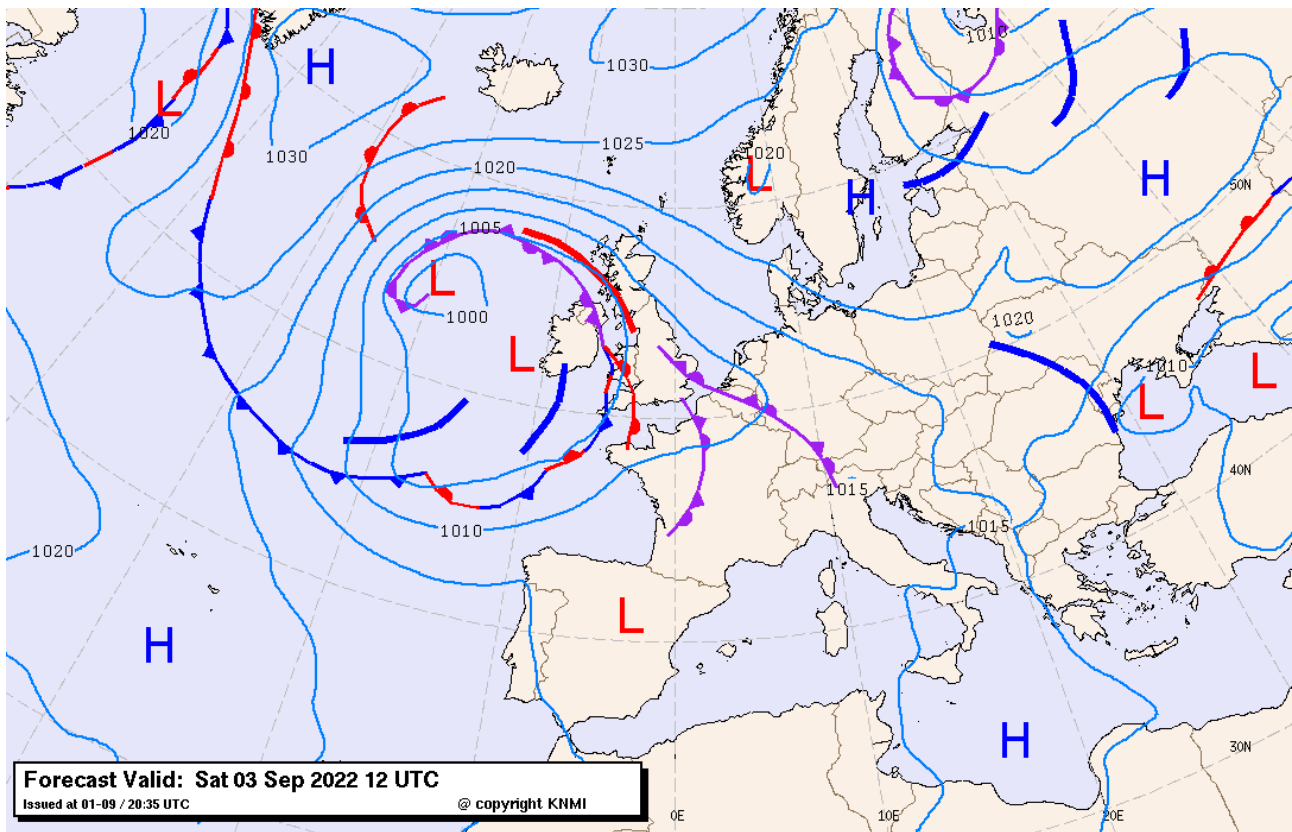 1010
H
1030
L
1020
1025
1030
1020
L
H
H
50N
1020
1005
L
1000
1020
L
1010
L
L
40N
1015
1010
1015
1020
L
H
H
30N
Forecast Valid: Sat 03 Sep 2022 12 UTC
Issued at 01-09 / 20:35 UTC @ copyright KNMI
0E
10E
20E